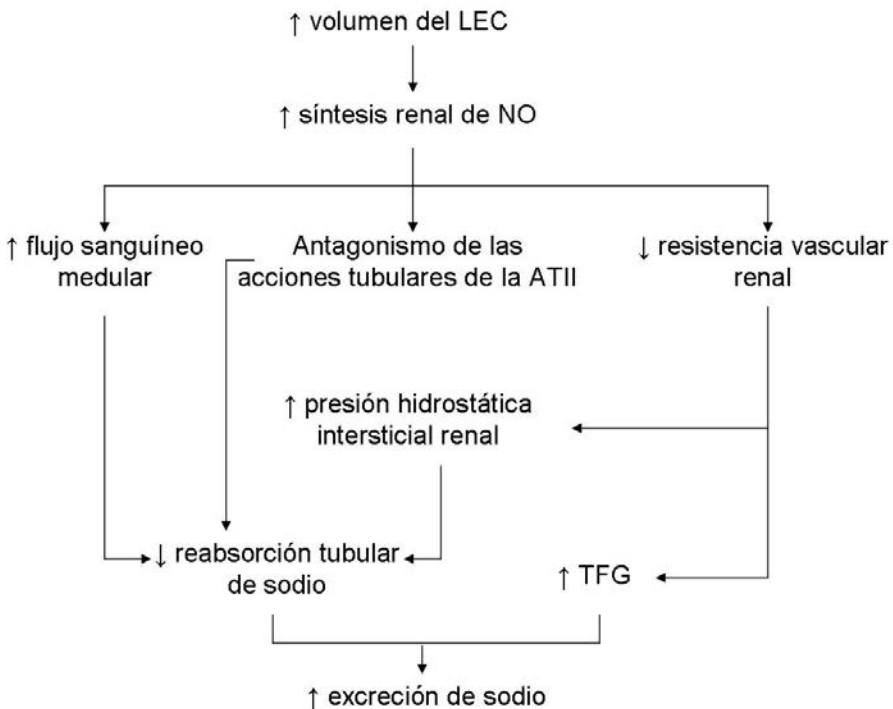 ↑ volumen del LEC
↑ síntesis renal de NO
↑ flujo sanguíneo
medular
Antagonismo de las
acciones tubulares de la ATII
↓ resistencia vascular
renal
↑ presión hidrostática
intersticial renal
↓ reabsorción tubular
de sodio
↑ TFG
↑ excreción de sodio